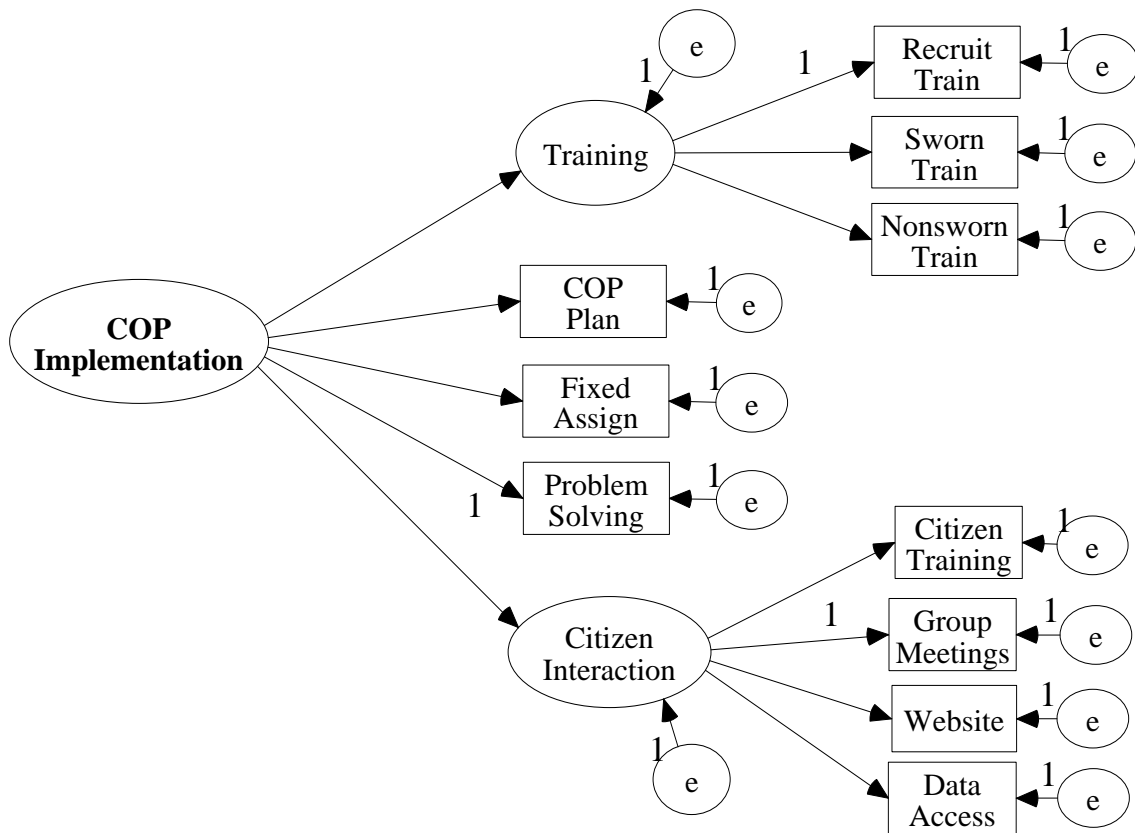 e
1
1
Recruit
Train
1
e
Training
Sworn
Train
1
e
Nonsworn
Train
1
e
COP
Implementation
COP
Plan
1
e
Fixed
Assign
1
e
Problem
Solving
1
e
1
Citizen
Training
1
e
Citizen
Interaction
1
Group
Meetings
1
e
Website
1
e
1
e
Data
Access
1
e